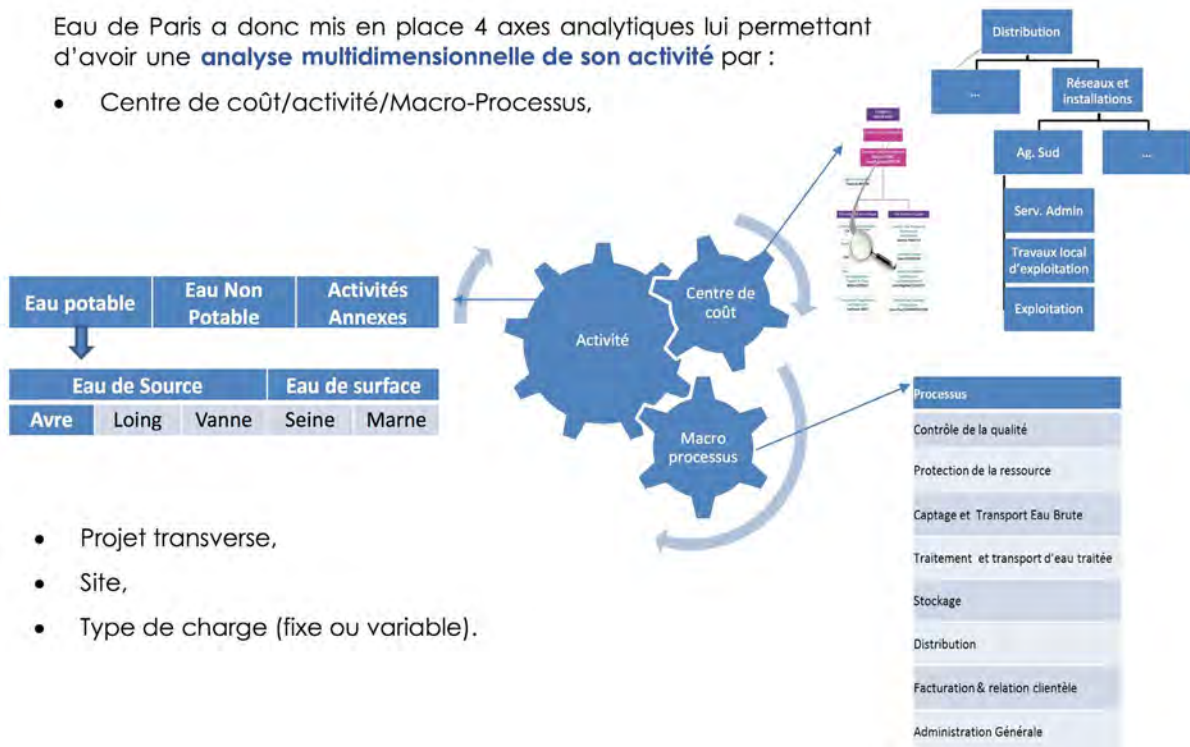 Eau de Paris a donc mis en place 4 axes analytiques lui permettant
d'avoir une analyse multidimensionnelle de son activité par :
• Centre de coût/activité/Macro-Processus,
Distribution
...
Réseaux et
installations
Ag. Sud
...
Serv. Admin
Travaux local
d'exploitation
Exploitation
Eau potable
Eau Non
Potable
Activités
Annexes
Eau de Source
Eau de surface
Avre Loing Vanne Seine Marne
Activité
Centre de
coût
Macro
processus
Processus
Contrôle de la qualité
Protection de la ressource
Captage et Transport Eau Brute
Traitement et transport d'eau traitée
Stockage
Distribution
Facturation & relation clientèle
Administration Générale
• Projet transverse,
• Site,
• Type de charge (fixe ou variable).